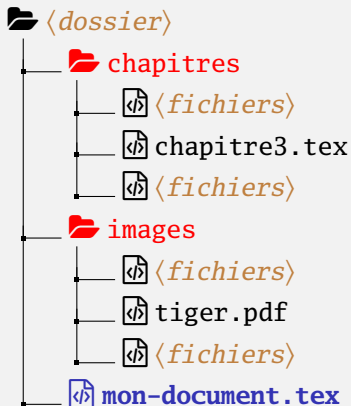 ⟨dossier⟩
chapitres
⟨fichiers⟩
chapitre3.tex
⟨fichiers⟩
images
⟨fichiers⟩
tiger.pdf
⟨fichiers⟩
mon-document.tex